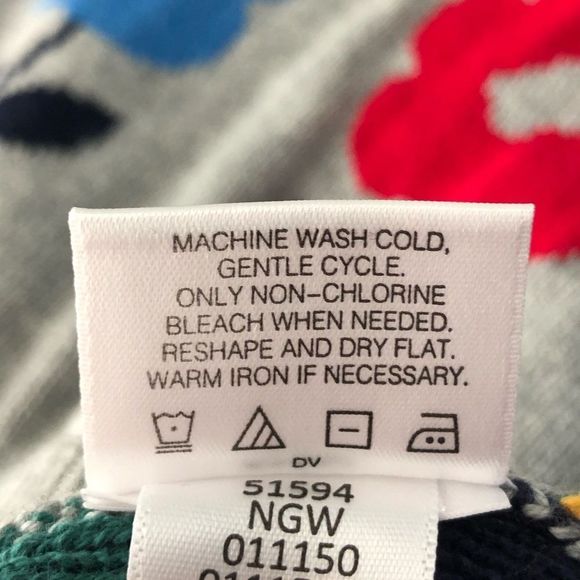 MACHINE WASH COLD,
GENTLE CYCLE.
ONLY NON-CHLORINE
BLEACH WHEN NEEDED.
RESHAPE AND DRY FLAT.
WARM IRON IF NECESSARY.
DV
51594
NGW
011150